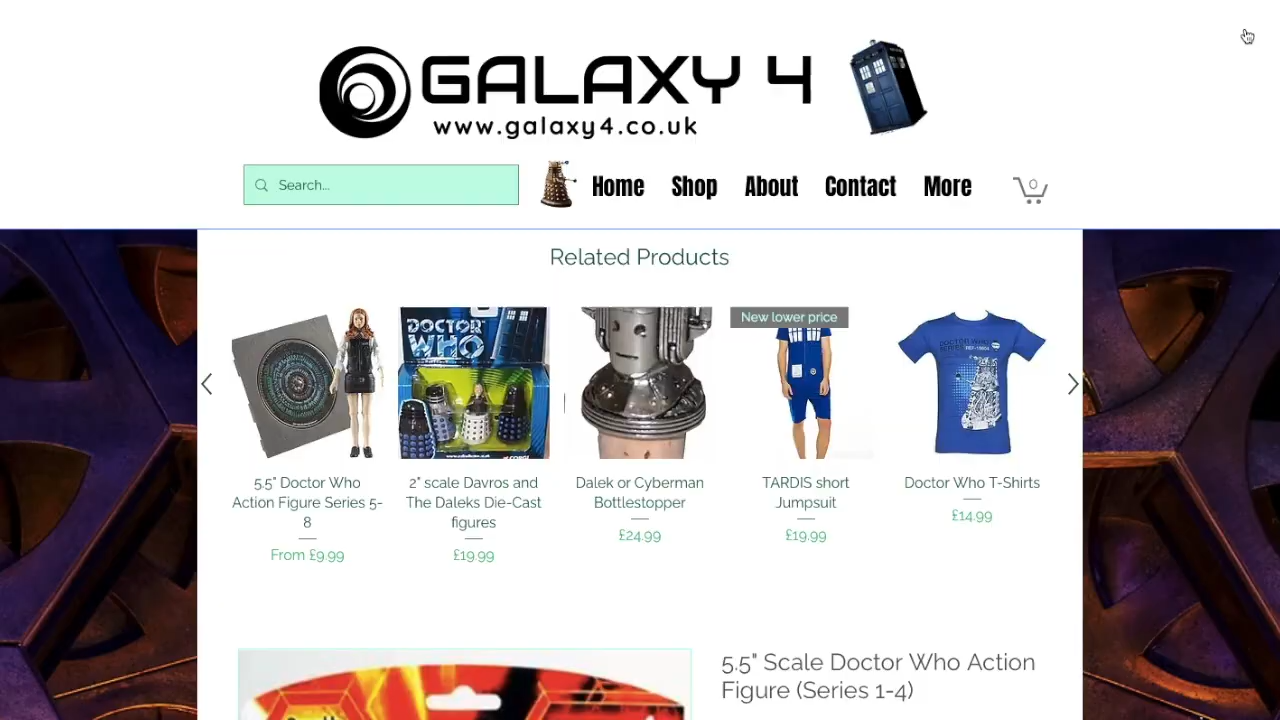 GALAXY 4
www.galaxy4.co.uk
Search...
Home
Shop
About
Contact
More
0
Related Products
New lower price
DOCTOR
WHO
5.5" Doctor Who
Action Figure Series 5-
8
From £9.99
2" scale Davros and
The Daleks Die-Cast
figures
£19.99
Dalek or Cyberman
Bottlestopper
£24.99
TARDIS short
Jumpsuit
£19.99
Doctor Who T-Shirts
£14.99
5.5" Scale Doctor Who Action
Figure (Series 1-4)